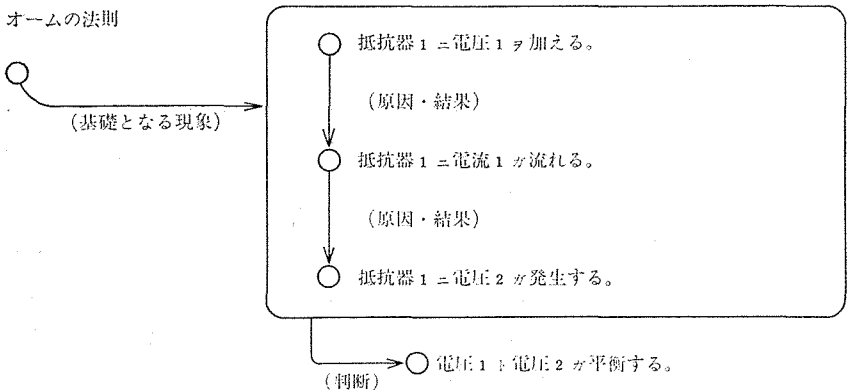 オームの法則
抵抗器1ニ電圧1ヲ加える。
(原因・結果)
(基礎となる現象)
抵抗器1ニ電流1ガ流れる。
(原因・結果)
抵抗器1ニ電圧2ガ発生する。
電圧1ト電圧2ガ平衡する。
(判断)